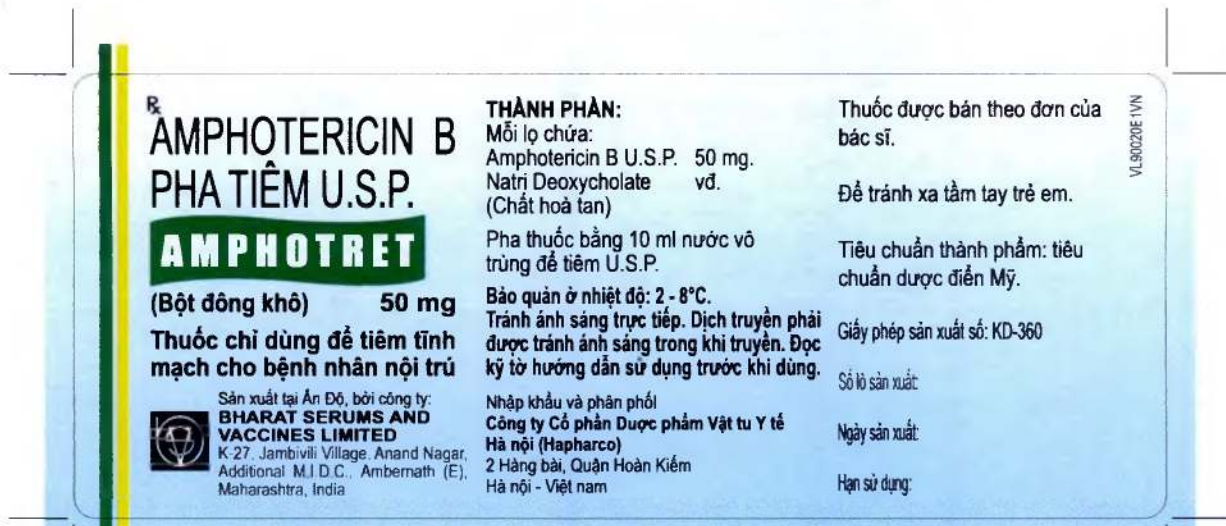 ℞
AMPHOTERICIN B
PHA TIÊM U.S.P.
AMPHOTRET
(Bột đông khô) 50 mg
Thuốc chỉ dùng để tiêm tĩnh
mạch cho bệnh nhân nội trú
Sản xuất tại Ấn Độ, bởi công ty:
BHARAT SERUMS AND
VACCINES LIMITED
K-27, Jambivili Village, Anand Nagar,
Additional M.I.D.C., Ambernath (E),
Maharashtra, India
THÀNH PHẦN:
Mỗi lọ chứa:
Amphotericin B U.S.P. 50 mg.
Natri Deoxycholate vđ.
(Chất hoà tan)
Pha thuốc bằng 10 ml nước vô
trùng để tiêm U.S.P.
Bảo quản ở nhiệt độ: 2 - 8°C.
Tránh ánh sáng trực tiếp. Dịch truyền phải
được tránh ánh sáng trong khi truyền. Đọc
kỹ tờ hướng dẫn sử dụng trước khi dùng.
Nhập khẩu và phân phối
Công ty Cổ phần Dược phẩm Vật tư Y tế
Hà nội (Hapharco)
2 Hàng bài, Quận Hoàn Kiếm
Hà nội - Việt nam
Thuốc được bán theo đơn của
bác sĩ.
Để tránh xa tầm tay trẻ em.
Tiêu chuẩn thành phẩm: tiêu
chuẩn dược điển Mỹ.
Giấy phép sản xuất số: KD-360
Số lô sản xuất:
Ngày sản xuất:
Hạn sử dụng:
VL90020E1VN